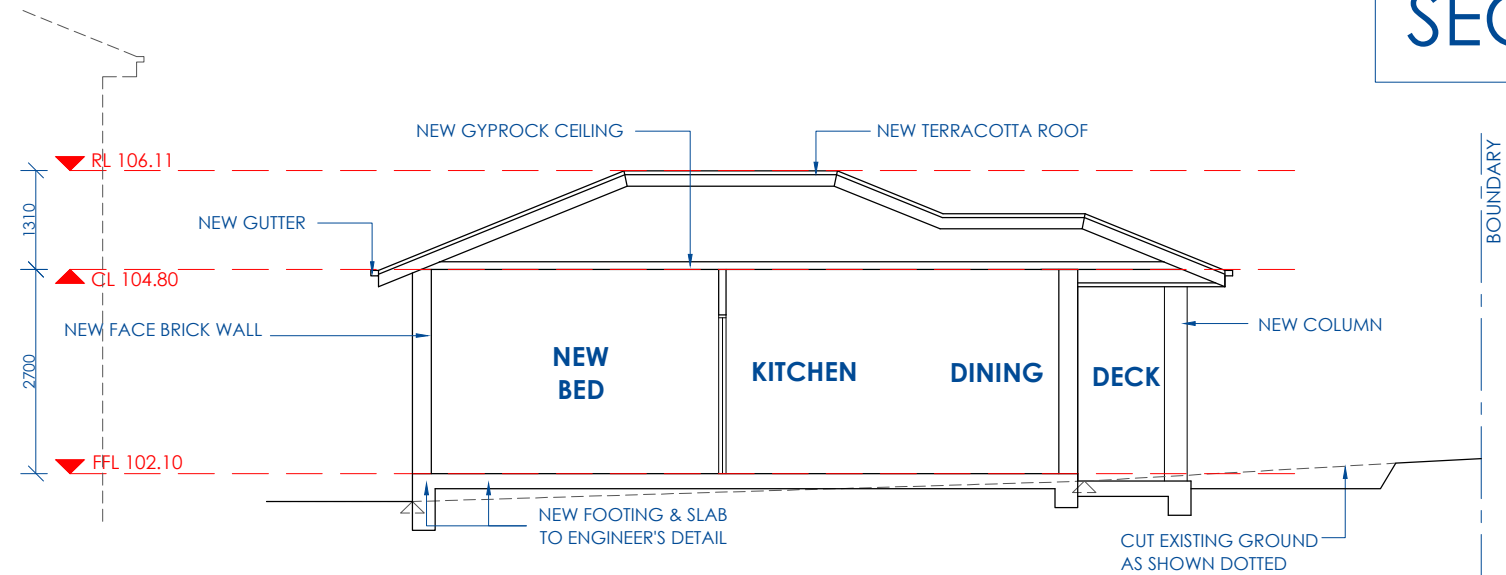 SEC
NEW GYPROCK CEILING
NEW TERRACOTTA ROOF
RL 106.11
1310
NEW GUTTER
CL 104.80
BOUNDARY
NEW FACE BRICK WALL
NEW COLUMN
2700
NEW
BED
KITCHEN
DINING
DECK
FFL 102.10
NEW FOOTING & SLAB
TO ENGINEER'S DETAIL
CUT EXISTING GROUND
AS SHOWN DOTTED